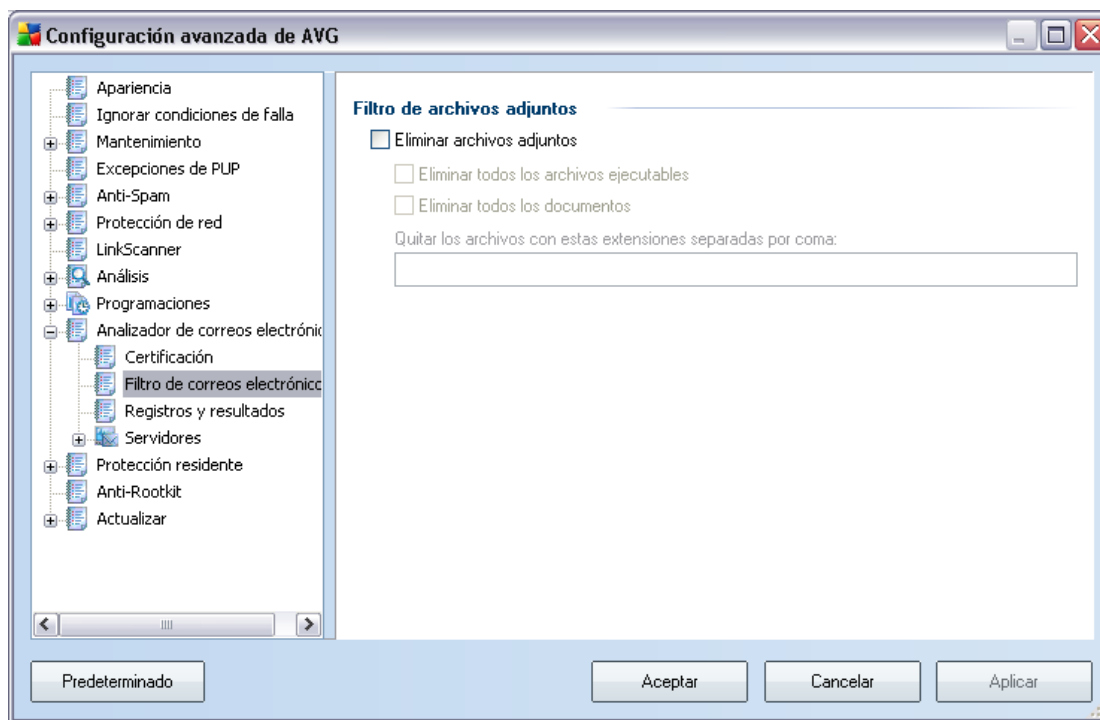 Configuración avanzada de AVG
Apariencia
Ignorar condiciones de falla
Mantenimiento
Excepciones de PUP
Anti-Spam
Protección de red
LinkScanner
Análisis
Programaciones
Analizador de correos electróni
Certificación
Filtro de correos electrónico
Registros y resultados
Servidores
Protección residente
Anti-Rootkit
Actualizar
Filtro de archivos adjuntos
Eliminar archivos adjuntos
Eliminar todos los archivos ejecutables
Eliminar todos los documentos
Quitar los archivos con estas extensiones separadas por coma:
Predeterminado
Aceptar
Cancelar
Aplicar